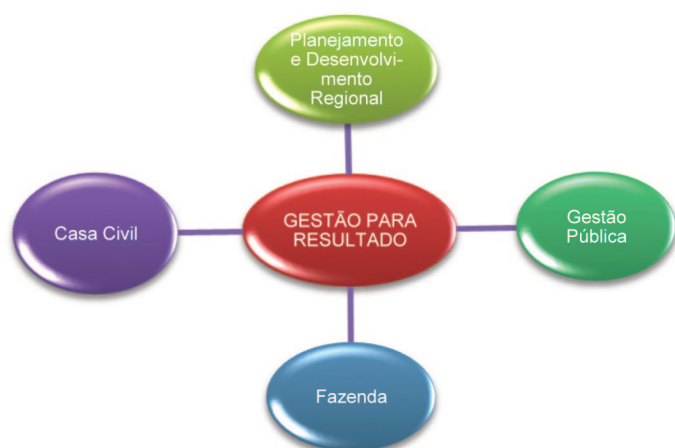 Planejamento
e Desenvolvi-
mento
Regional
Casa Civil
GESTÃO PARA
RESULTADO
Gestão
Pública
Fazenda